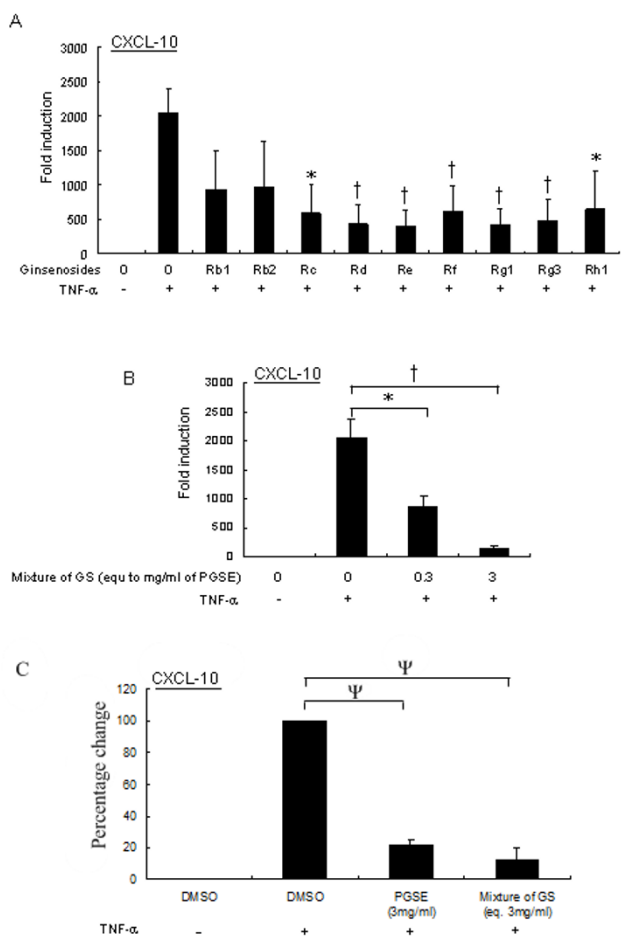 A
CXCL-10
3000
2500
2000
1500
1000
500
0
Fold induction
* † † † † † *
Ginsenosides 0 0 Rb1 Rb2 Rc Rd Re Rf Rg1 Rg3 Rh1
TNF-α - + + + + + + + + + +
B
CXCL-10
3000
2500
2000
1500
1000
500
0
Fold induction
†
*
Mixture of GS (equ to mg/ml of PGSE) 0 0 0.3 3
TNF-α - + + +
C
CXCL-10
120
100
80
60
40
20
0
Percentage change
Ψ
Ψ
DMSO DMSO PGSE Mixture of GS
(3mg/ml) (eq. 3mg/ml)
TNF-α - + + +